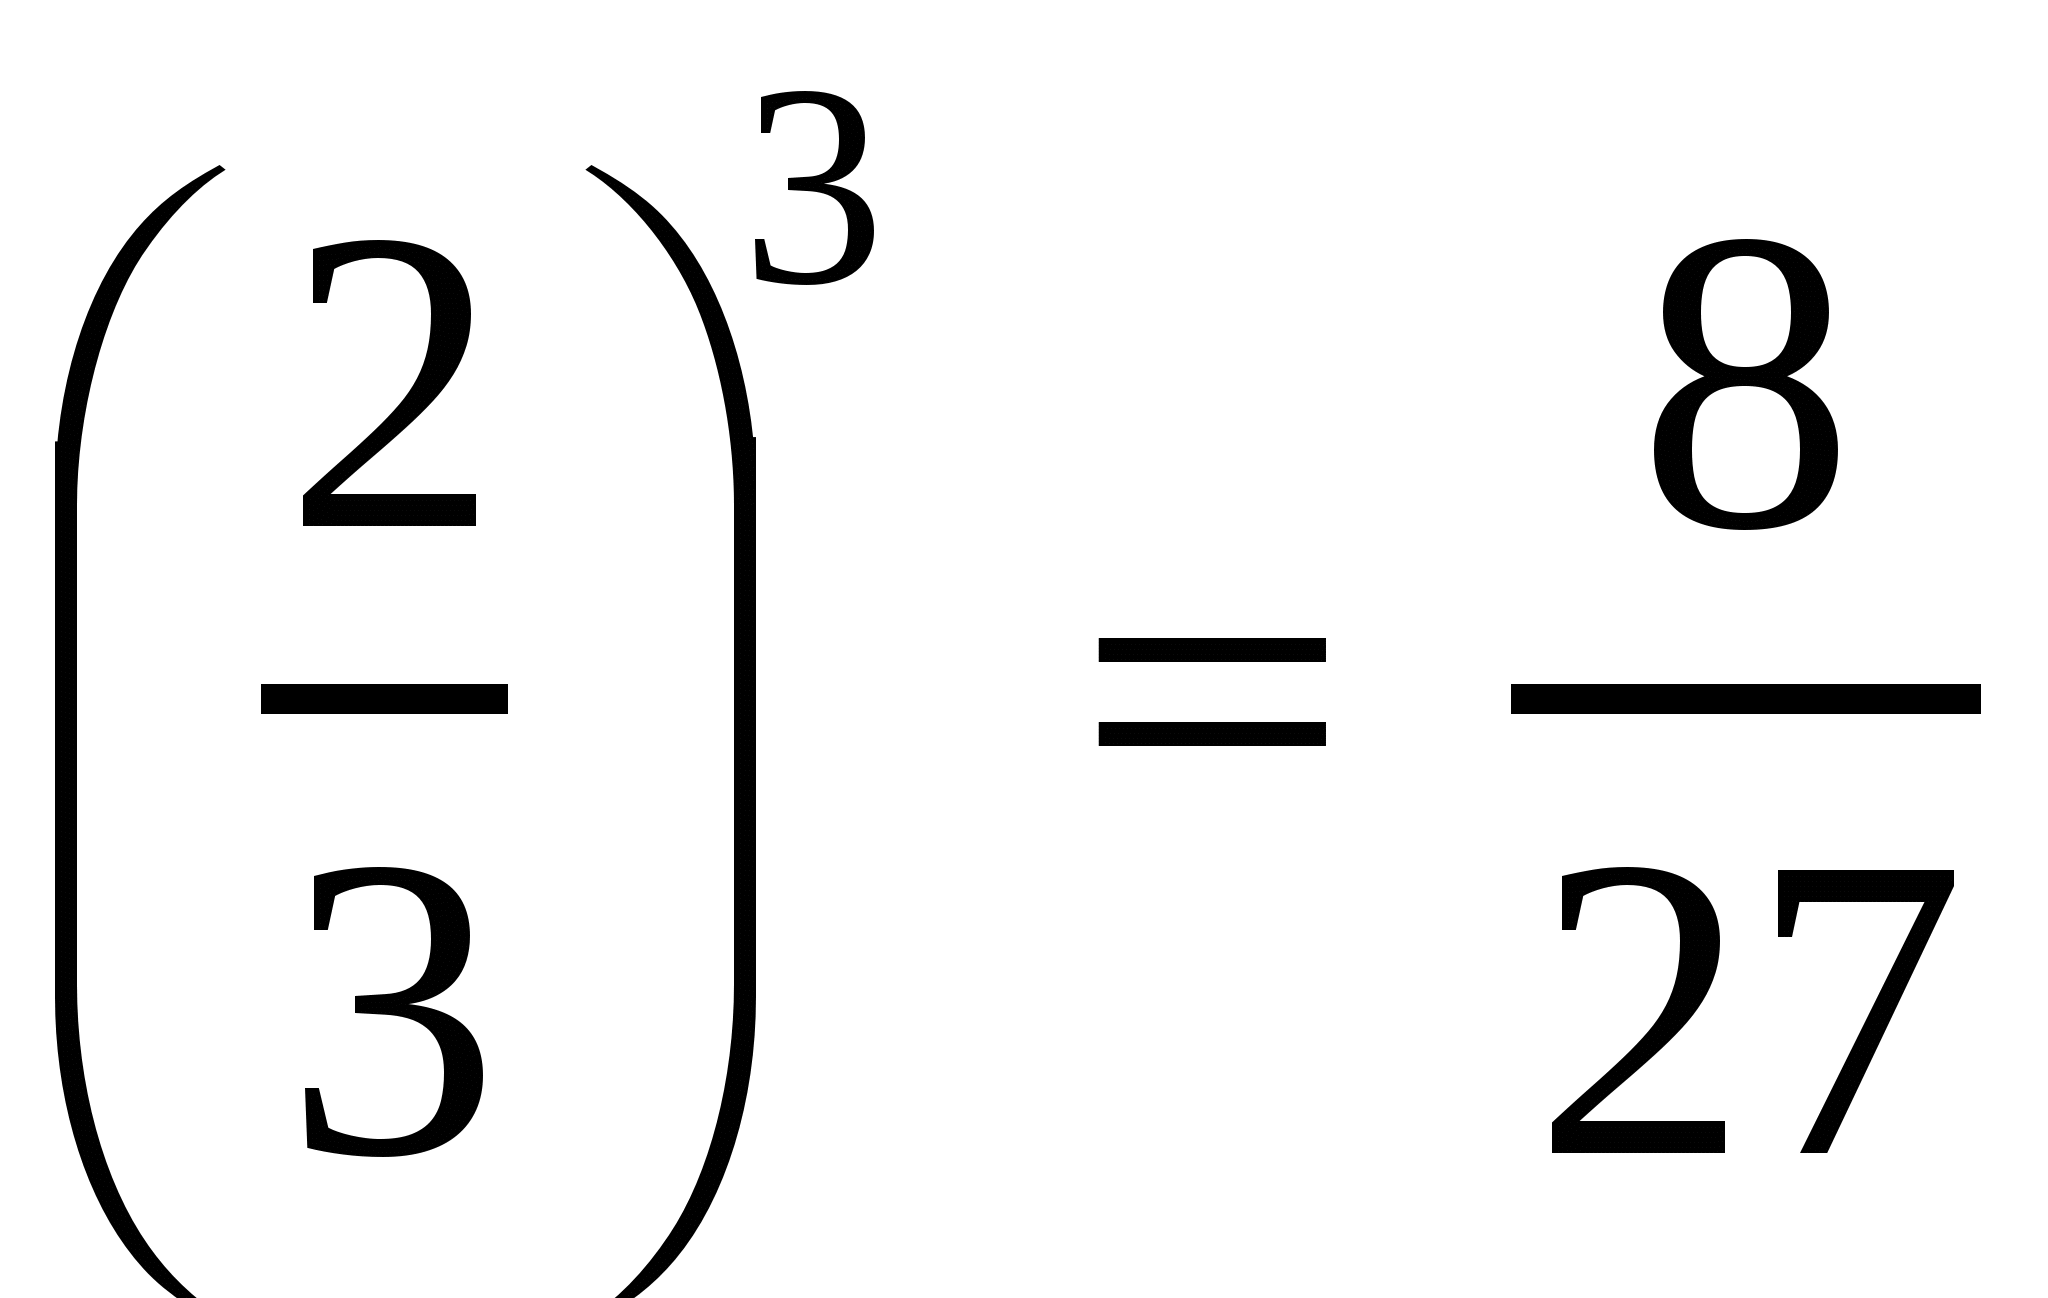 (2/3)³ = 8/27